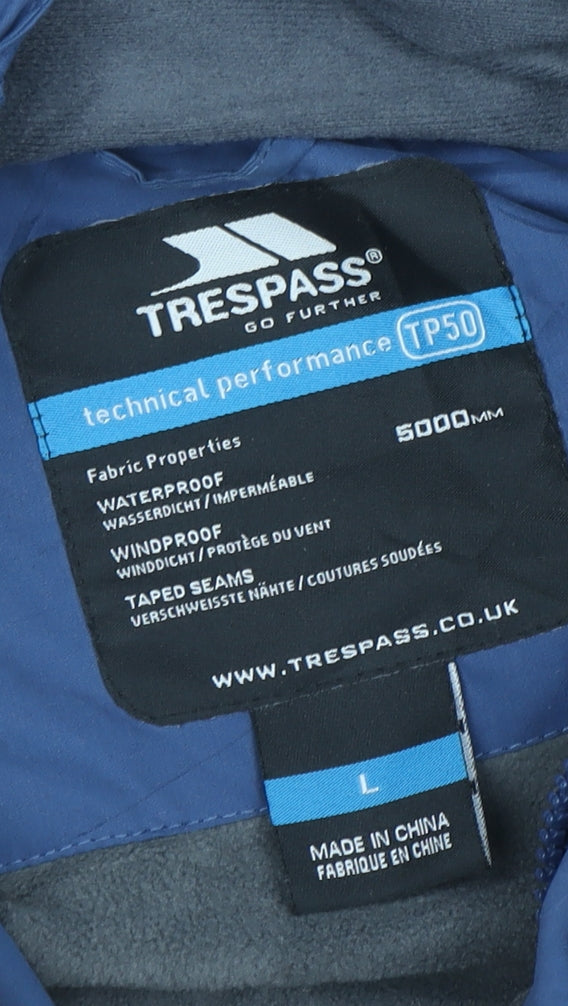 TRESPASS®
GO FURTHER
technical performance TP50
Fabric Properties
5000MM
WATERPROOF
WASSERDICHT/IMPERMÉABLE
WINDPROOF
WINDDICHT/PROTÈGE DU VENT
TAPED SEAMS
VERSCHWEISSTE NÄHTE/COUTURES SOUDÉES
WWW.TRESPASS.CO.UK
L
MADE IN CHINA
FABRIQUE EN CHINE